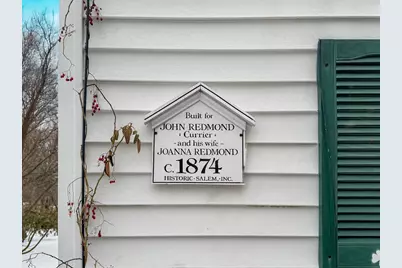 Built for
JOHN REDMOND
· Currier ·
- and his wife -
JOANNA REDMOND
C. 1874
HISTORIC · SALEM, · INC.